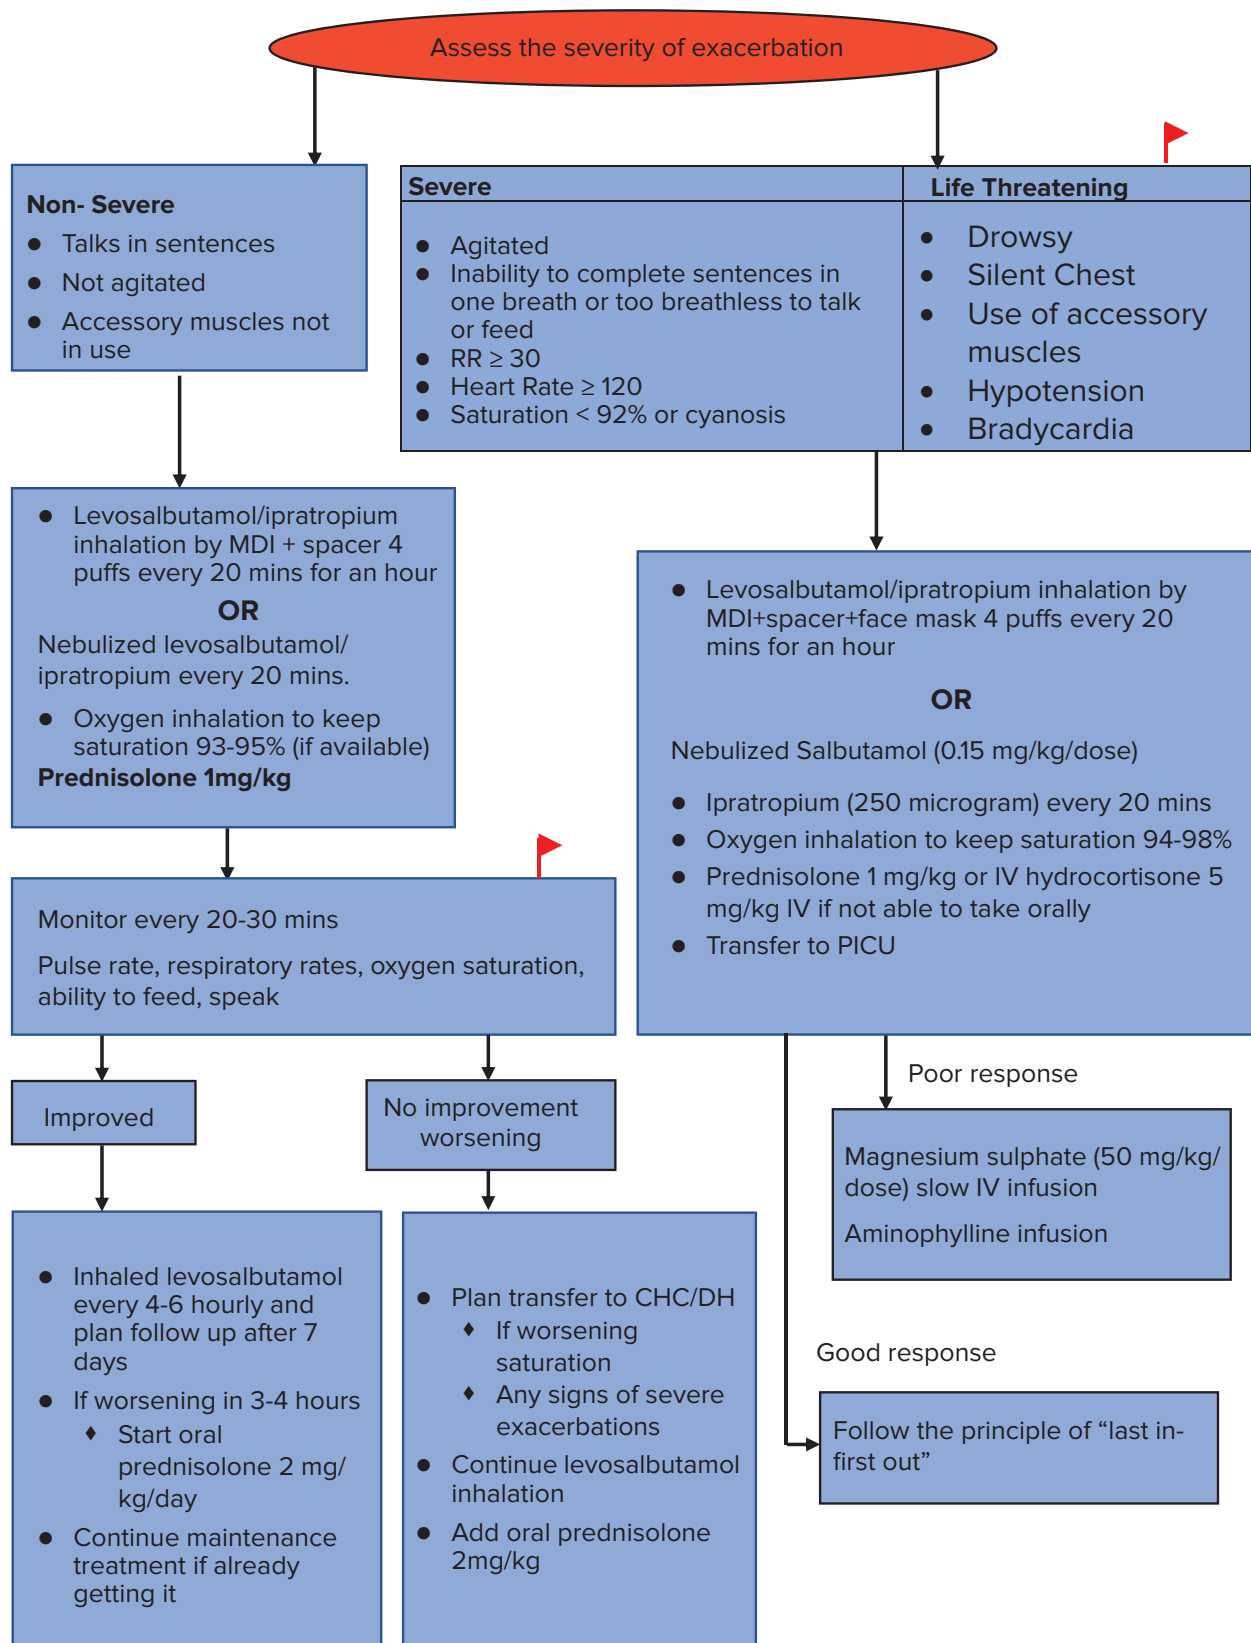 Assess the severity of exacerbation
Non- Severe
● Talks in sentences
● Not agitated
● Accessory muscles not
in use
Severe
● Agitated
● Inability to complete sentences in
one breath or too breathless to talk
or feed
● RR ≥ 30
● Heart Rate ≥ 120
● Saturation < 92% or cyanosis
Life Threatening
● Drowsy
● Silent Chest
● Use of accessory
muscles
● Hypotension
● Bradycardia
● Levosalbutamol/ipratropium
inhalation by MDI + spacer 4
puffs every 20 mins for an hour
OR
Nebulized levosalbutamol/
ipratropium every 20 mins.
● Oxygen inhalation to keep
saturation 93-95% (if available)
Prednisolone 1mg/kg
● Levosalbutamol/ipratropium inhalation by
MDI+spacer+face mask 4 puffs every 20
mins for an hour
OR
Nebulized Salbutamol (0.15 mg/kg/dose)
● Ipratropium (250 microgram) every 20 mins
● Oxygen inhalation to keep saturation 94-98%
● Prednisolone 1 mg/kg or IV hydrocortisone 5
mg/kg IV if not able to take orally
● Transfer to PICU
Monitor every 20-30 mins
Pulse rate, respiratory rates, oxygen saturation,
ability to feed, speak
Improved
No improvement
worsening
Poor response
Magnesium sulphate (50 mg/kg/
dose) slow IV infusion
Aminophylline infusion
Good response
Follow the principle of “last in-
first out”
● Inhaled levosalbutamol
every 4-6 hourly and
plan follow up after 7
days
● If worsening in 3-4 hours
♦ Start oral
prednisolone 2 mg/
kg/day
● Continue maintenance
treatment if already
getting it
● Plan transfer to CHC/DH
♦ If worsening
saturation
♦ Any signs of severe
exacerbations
● Continue levosalbutamol
inhalation
● Add oral prednisolone
2mg/kg